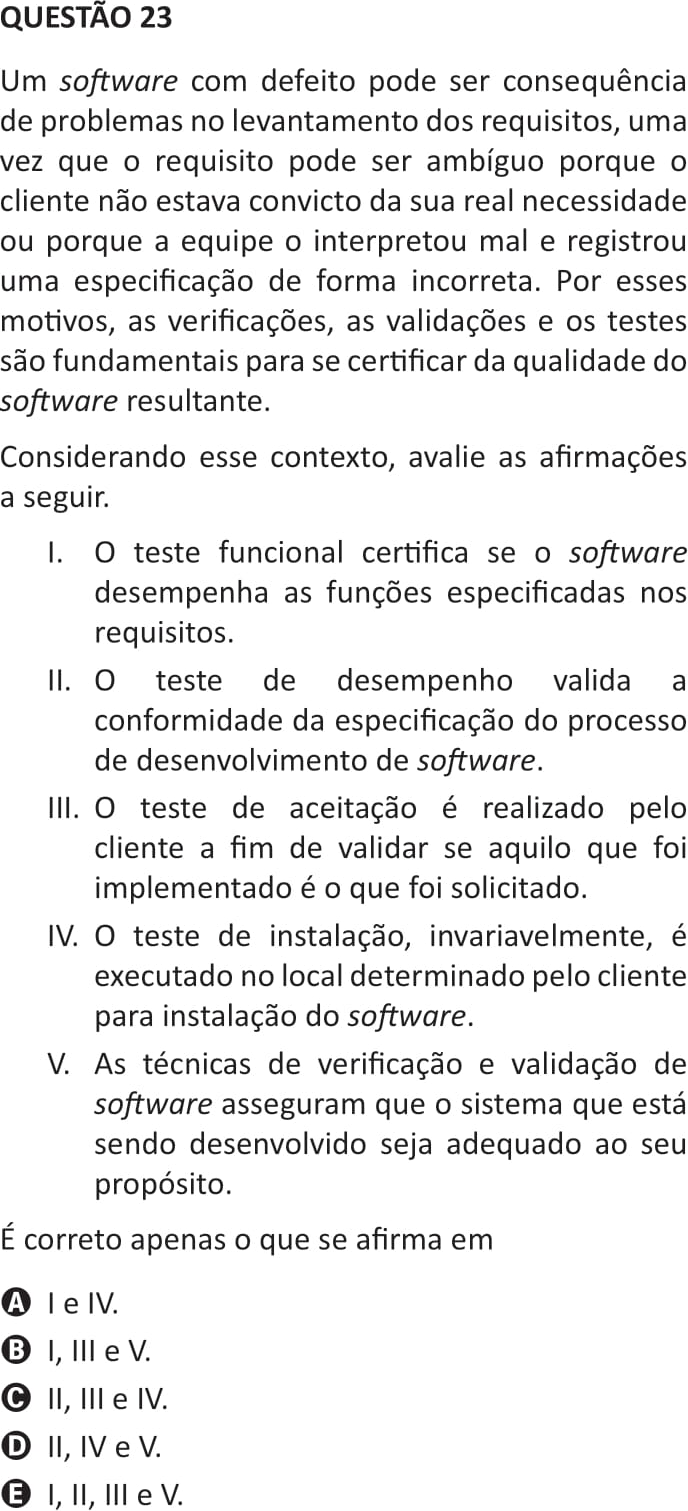 QUESTÃO 23
Um software com defeito pode ser consequência
de problemas no levantamento dos requisitos, uma
vez que o requisito pode ser ambíguo porque o
cliente não estava convicto da sua real necessidade
ou porque a equipe o interpretou mal e registrou
uma especificação de forma incorreta. Por esses
motivos, as verificações, as validações e os testes
são fundamentais para se certificar da qualidade do
software resultante.
Considerando esse contexto, avalie as afirmações
a seguir.
I. O teste funcional certifica se o software
desempenha as funções especificadas nos
requisitos.
II. O teste de desempenho valida a
conformidade da especificação do processo
de desenvolvimento de software.
III. O teste de aceitação é realizado pelo
cliente a fim de validar se aquilo que foi
implementado é o que foi solicitado.
IV. O teste de instalação, invariavelmente, é
executado no local determinado pelo cliente
para instalação do software.
V. As técnicas de verificação e validação de
software asseguram que o sistema que está
sendo desenvolvido seja adequado ao seu
propósito.
É correto apenas o que se afirma em
A I e IV.
B I, III e V.
C II, III e IV.
D II, IV e V.
E I, II, III e V.